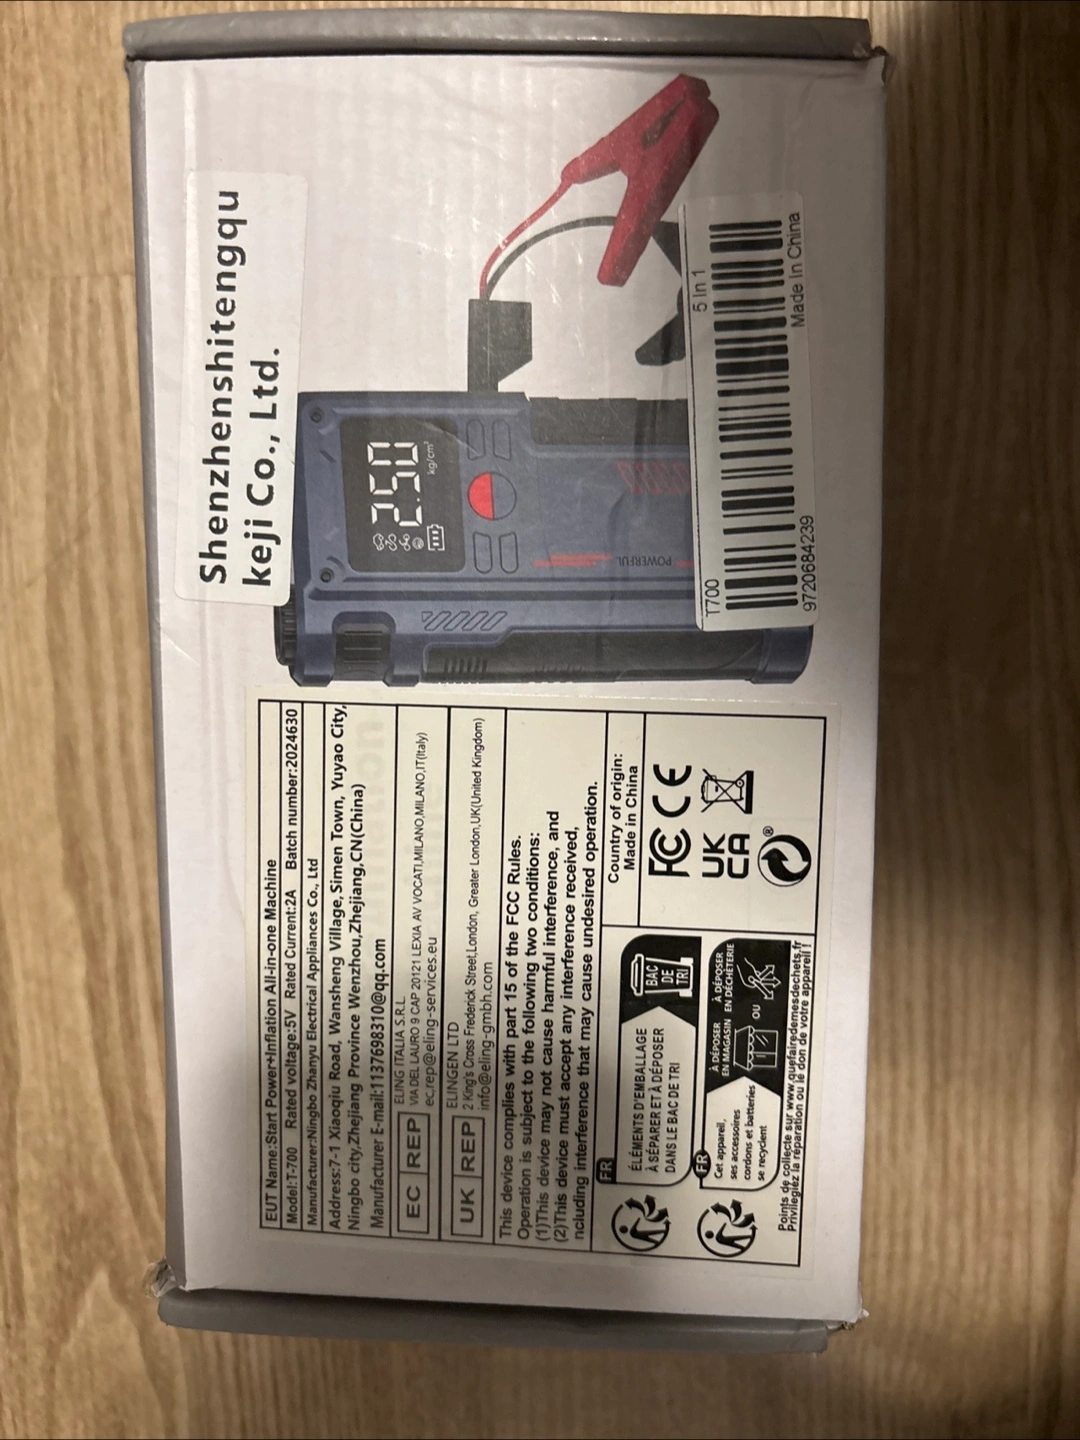 EUT Name:Start Power+Inflation All-in-one Machine
Model:T-700 Rated voltage:5V Rated Current:2A Batch number:2024630
Manufacturer:Ningbo Zhanyu Electrical Appliances Co., Ltd
Address:7-1 Xiaoqiu Road, Wansheng Village, Simen Town, Yuyao City,
Ningbo city,Zhejiang Province Wenzhou,Zhejiang,CN(China)
Manufacturer E-mail:1137698310@qq.com
EC REP
ELING ITALIA S.R.L.
VIA DEL LAURO 9 CAP 20121 LEXIA AV VOCATI,MILANO,MILANO,IT(Italy)
ec.rep@eling-services.eu
UK REP
ELINGEN LTD
2 King's Cross Frederick Street,London, Greater London,UK(United Kingdom)
info@eling-gmbh.com
This device complies with part 15 of the FCC Rules.
Operation is subject to the following two conditions:
(1)This device may not cause harmful interference, and
(2)This device must accept any interference received,
ncluding interference that may cause undesired operation.
FR
ÉLÉMENTS D'EMBALLAGE
À SÉPARER ET À DÉPOSER
DANS LE BAC DE TRI
BAC
DE
TRI
FR
Cet appareil,
ses accessoires
cordons et batteries
se recyclent
À DÉPOSER
EN MAGASIN
OU
À DÉPOSER
EN DÉCHÈTERIE
Points de collecte sur www.quefairedemesdechets.fr
Privilegiéz la réparation ou le don de votre appareil !
Country of origin:
Made in China
FC CE
UK
CA
®
Shenzhenshitengqu
keji Co., Ltd.
2.50
kg/cm²
POWERFUL
T700
5 In 1
9720684239
Made In China